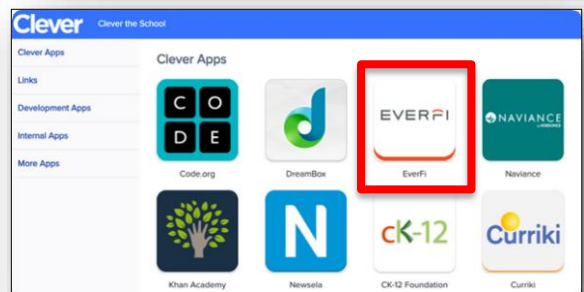 Clever Clever the School
Clever Apps
Links
Development Apps
Internal Apps
More Apps
Clever Apps
C O
D E
EVERFI
NAVIANCE
Code.org DreamBox EverFi Naviance
N cK-12 Curriki
Khan Academy Newsela CK-12 Foundation Curriki